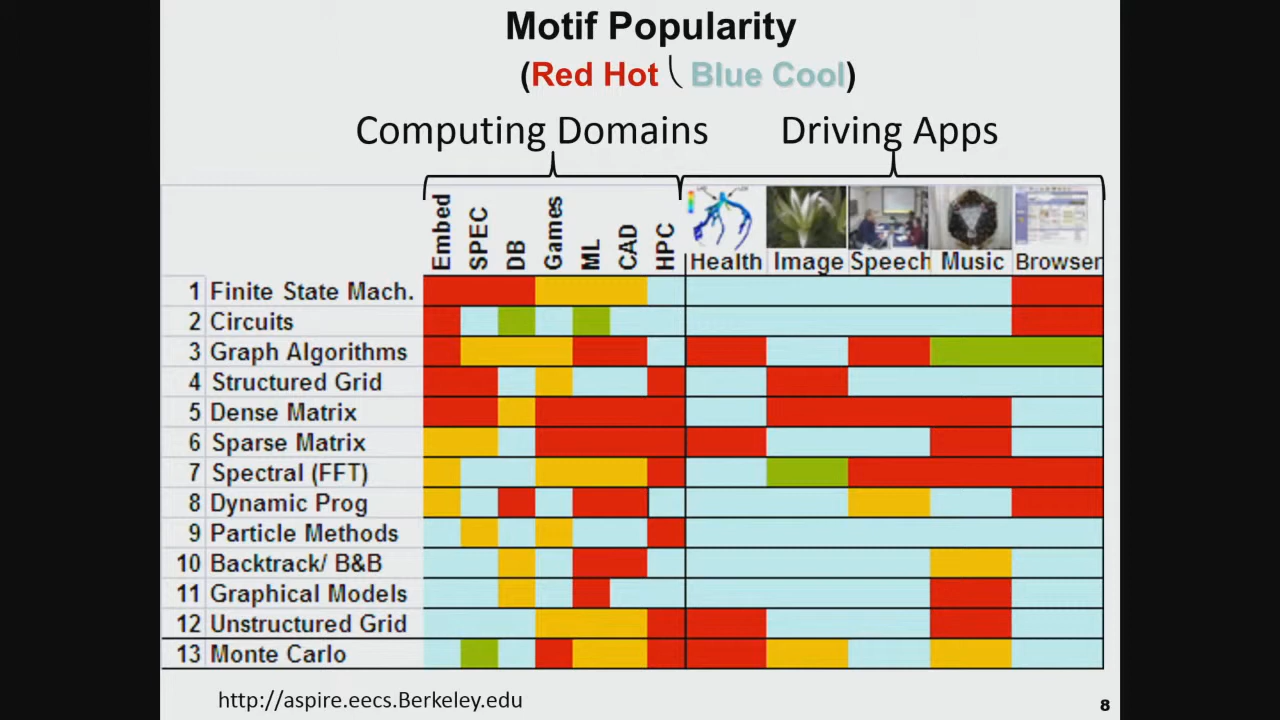 Motif Popularity
(Red Hot Blue Cool)
Computing Domains Driving Apps
Embed SPEC DB Games ML CAD HPC Health Image Speech Music Browser
1 Finite State Mach.
2 Circuits
3 Graph Algorithms
4 Structured Grid
5 Dense Matrix
6 Sparse Matrix
7 Spectral (FFT)
8 Dynamic Prog
9 Particle Methods
10 Backtrack/ B&B
11 Graphical Models
12 Unstructured Grid
13 Monte Carlo
http://aspire.eecs.Berkeley.edu
8